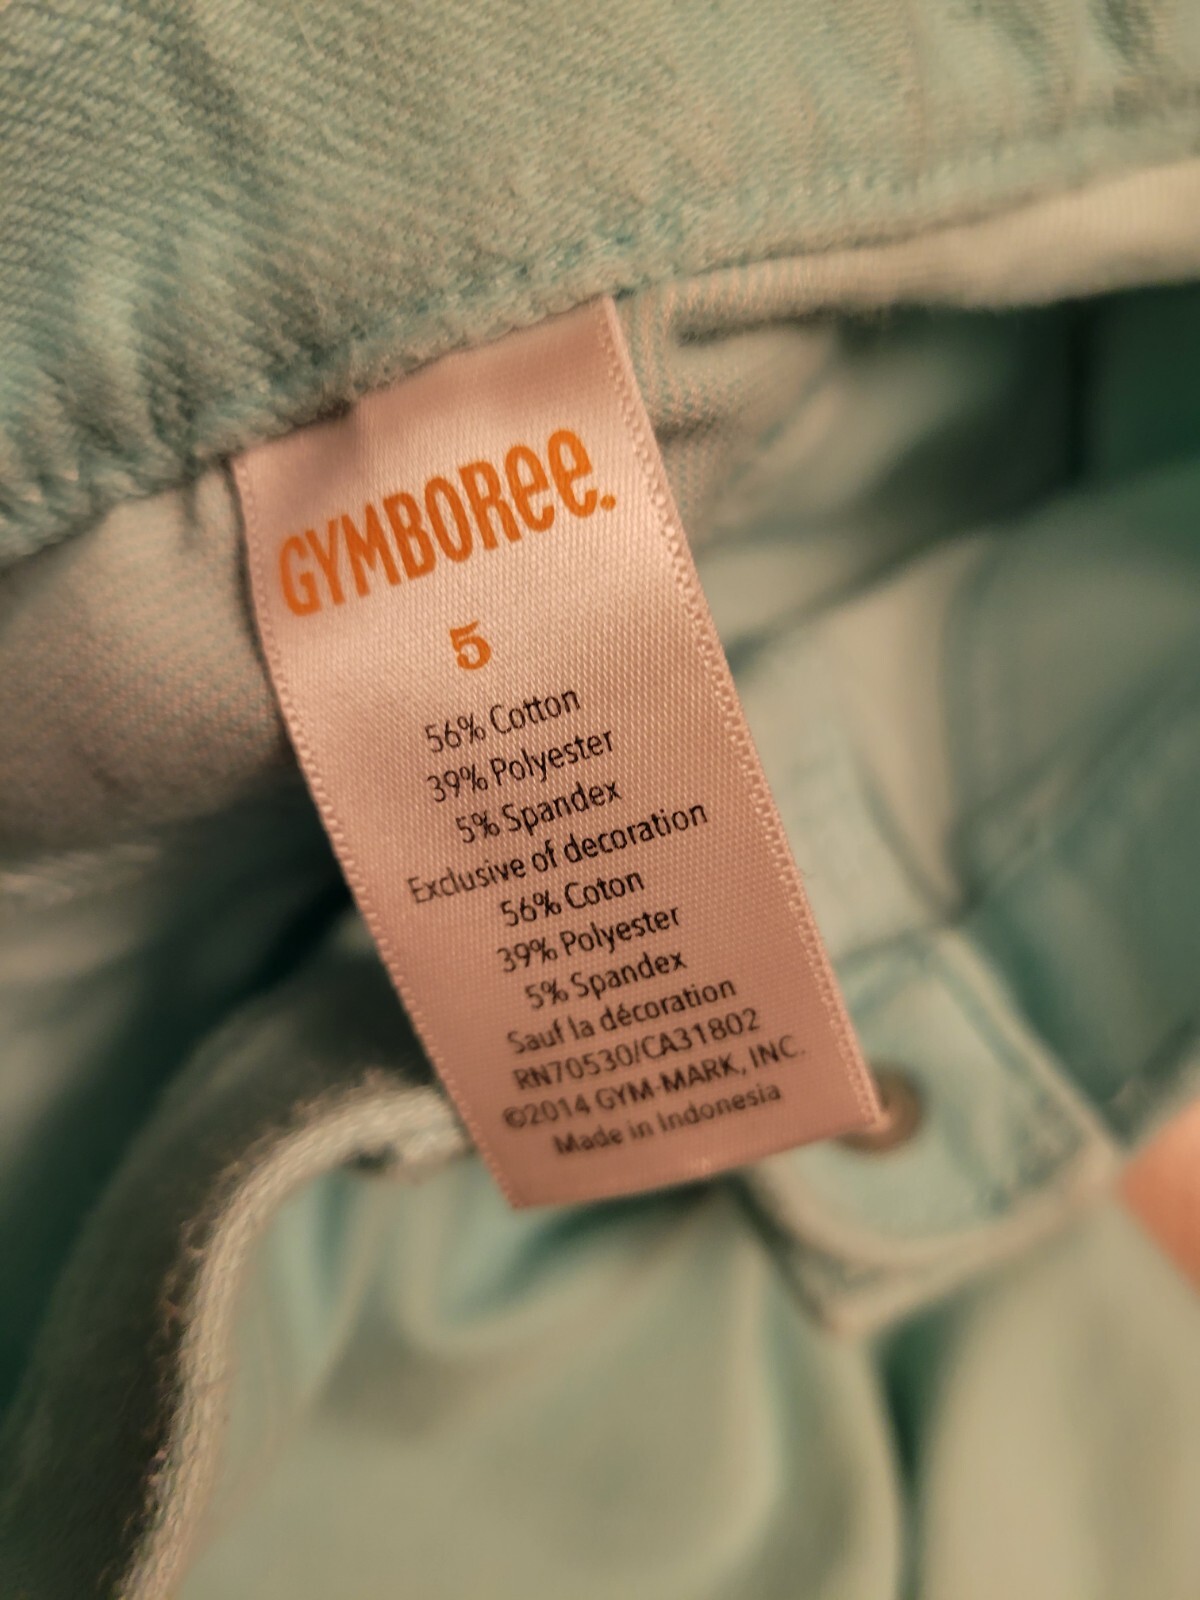 GYMBOREE.
5
56% Cotton
39% Polyester
5% Spandex
Exclusive of decoration
56% Coton
39% Polyester
5% Spandex
Sauf la décoration
RN70530/CA31802
©2014 GYM-MARK, INC.
Made in Indonesia